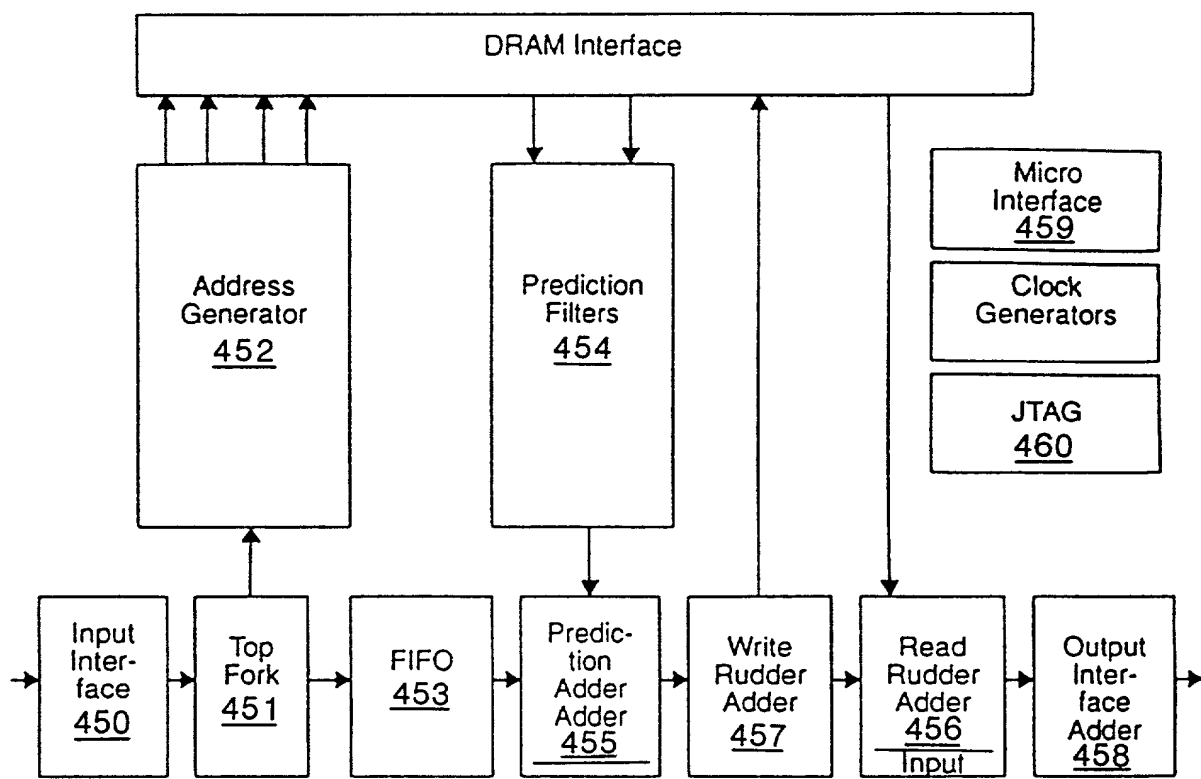 DRAM Interface
Address
Generator
452
Prediction
Filters
454
Micro
Interface
459
Clock
Generators
JTAG
460
Input
Inter-
face
450
Top
Fork
451
FIFO
453
Predic-
tion
Adder
Adder
455
Write
Rudder
Adder
457
Read
Rudder
Adder
456
Input
Output
Inter-
face
Adder
458